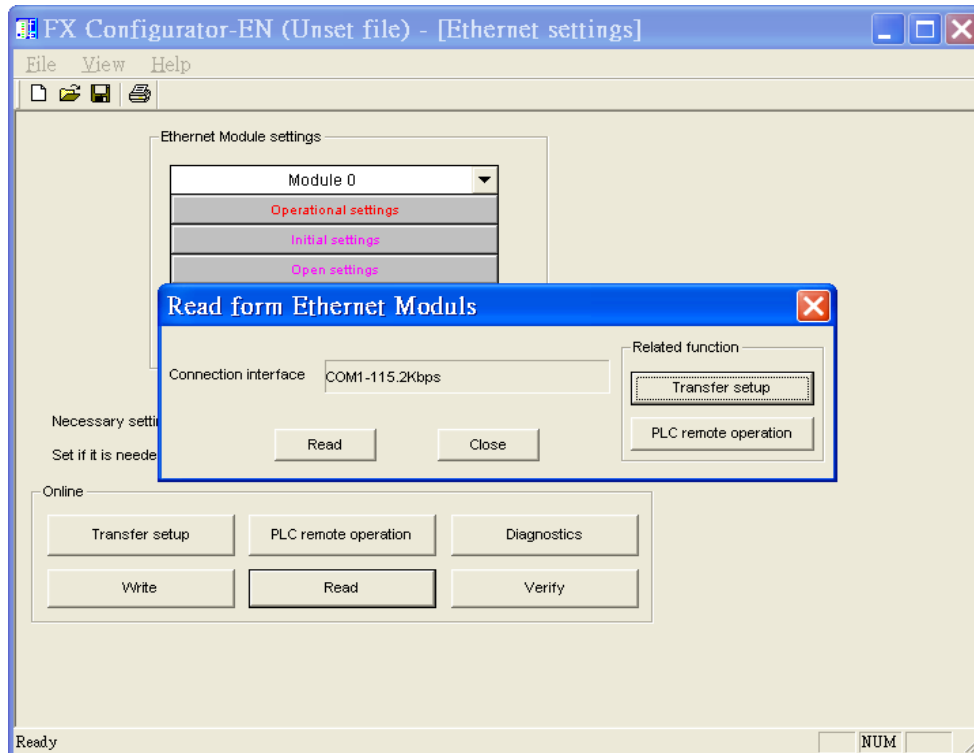 FX Configurator-EN (Unset file) - [Ethernet settings]
File View Help
Ethernet Module settings
Module 0
Operational settings
Initial settings
Open settings
Read form Ethernet Moduls
Related function
Connection interface COM1-115.2Kbps
Transfer setup
PLC remote operation
Read Close
Necessary setti
Set if it is neede
Online
Transfer setup PLC remote operation Diagnostics
Write Read Verify
Ready NUM